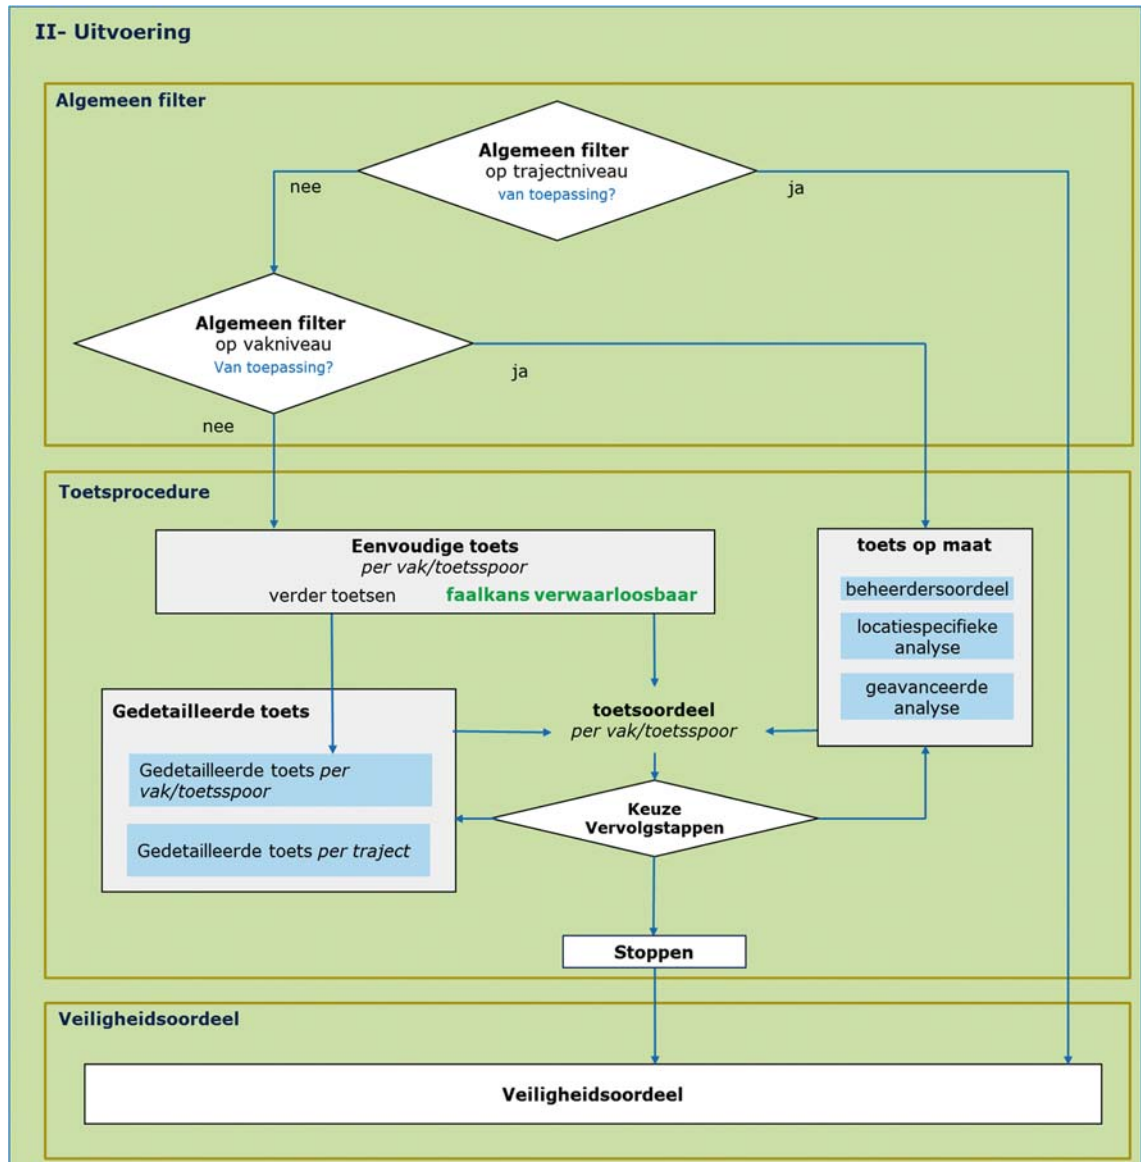 II- Uitvoering
Algemeen filter
Algemeen filter
op trajectniveau
van toepassing?
nee
ja
Algemeen filter
op vakniveau
Van toepassing?
ja
nee
Toetsprocedure
Eenvoudige toets
per vak/toetsspoor
verder toetsen
faalkans verwaarloosbaar
toets op maat
beheerdersoordeel
locatiespecifieke
analyse
geavanceerde
analyse
Gedetailleerde toets
Gedetailleerde toets per
vak/toetsspoor
Gedetailleerde toets per traject
toetsoordeel
per vak/toetsspoor
Keuze
Vervolgstappen
Stoppen
Veiligheidsoordeel
Veiligheidsoordeel